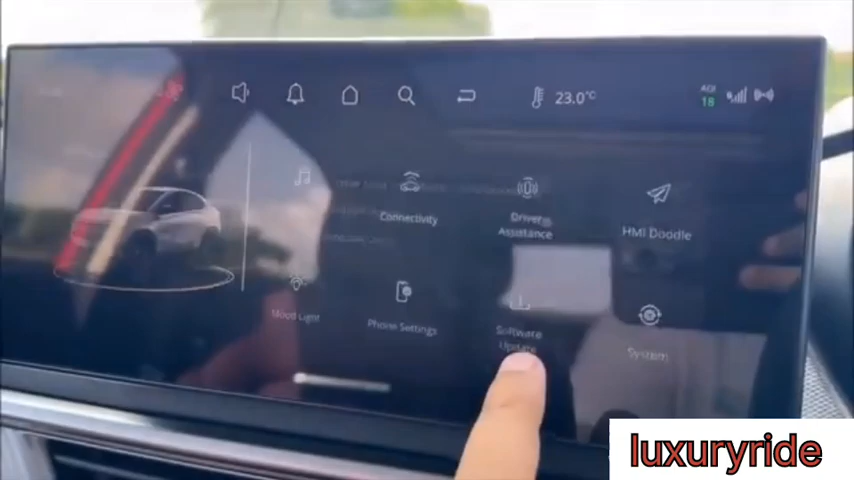 23.0°C
AQI
18
Connectivity
Driver
Assistance
HMI Doodle
Mood Light
Phone Settings
Software
Update
System
luxuryride